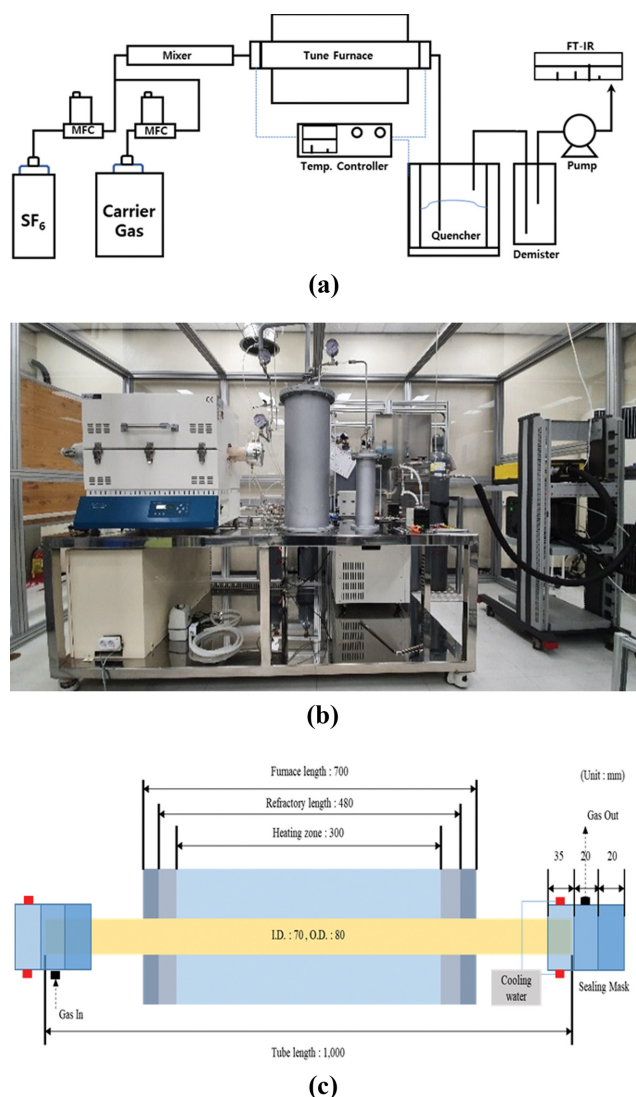 FT-IR
Mixer
Tune Furnace
MFC
MFC
Temp. Controller
Pump
SF6
Carrier
Gas
Quencher
Demister
(a)
(b)
Furnace length : 700
(Unit : mm)
Refractory length : 480
Gas Out
Heating zone : 300
35
20
20
I.D. : 70 , O.D. : 80
Cooling
water
Sealing Mask
Gas In
Tube length : 1,000
(c)